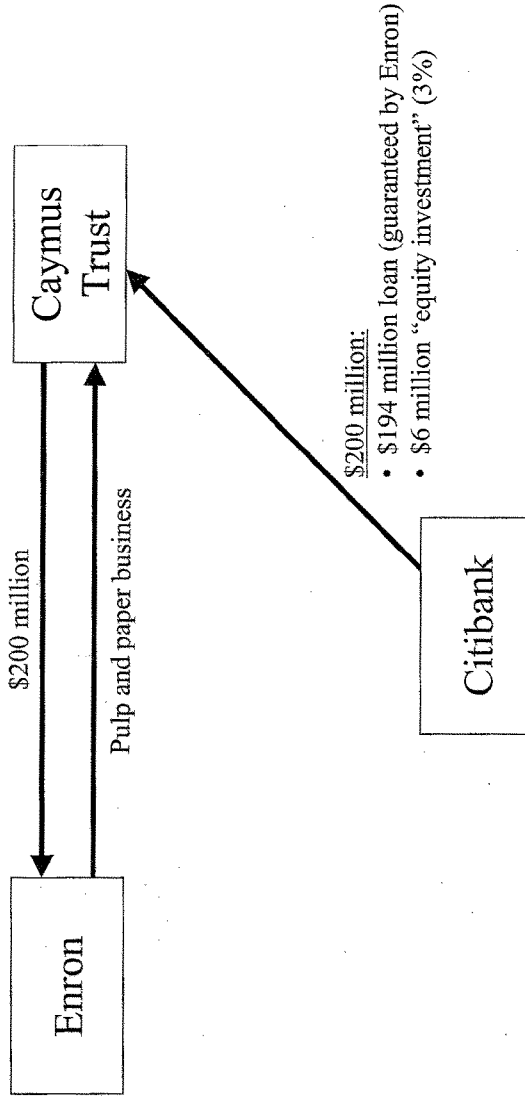 Enron
$200 million
Pulp and paper business
Caymus
Trust
Citibank
$200 million:
• $194 million loan (guaranteed by Enron)
• $6 million “equity investment” (3%)